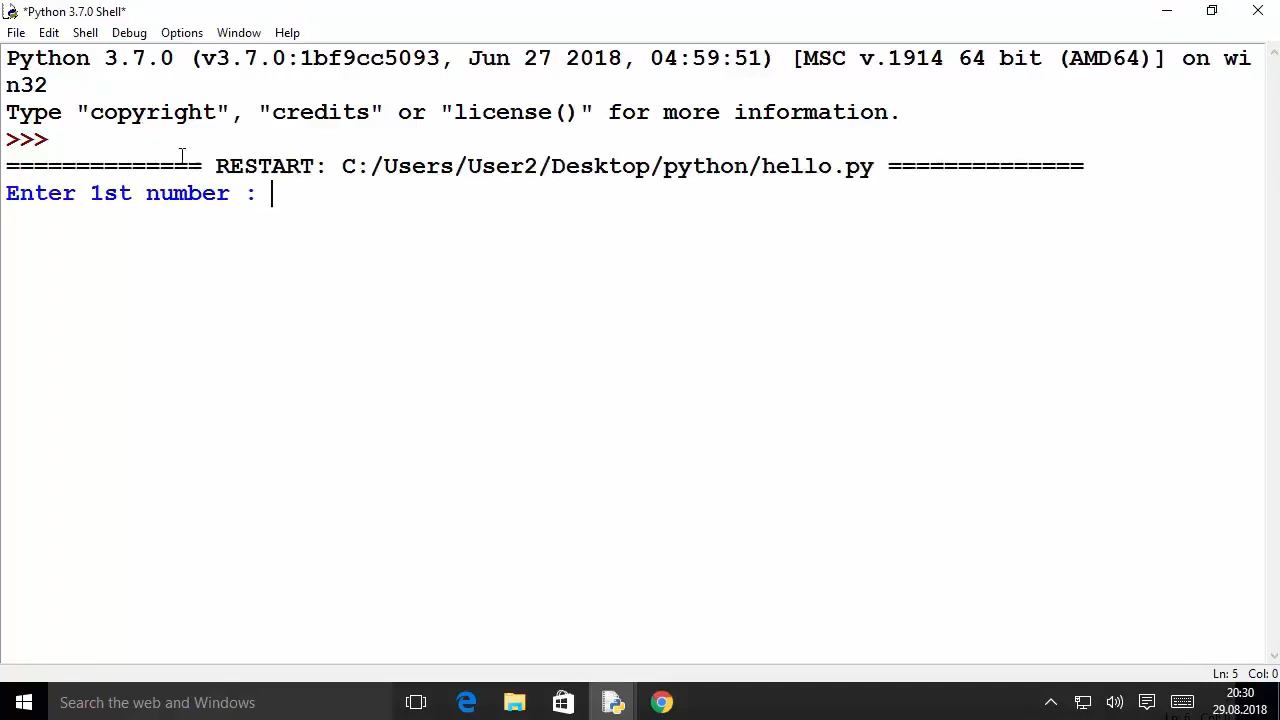 *Python 3.7.0 Shell*
File Edit Shell Debug Options Window Help
Python 3.7.0 (v3.7.0:1bf9cc5093, Jun 27 2018, 04:59:51) [MSC v.1914 64 bit (AMD64)] on wi
n32
Type "copyright", "credits" or "license()" for more information.
>>>
============== RESTART: C:/Users/User2/Desktop/python/hello.py ==============
Enter 1st number :
Ln: 5 Col: 0
Search the web and Windows
20:30
29.08.2018